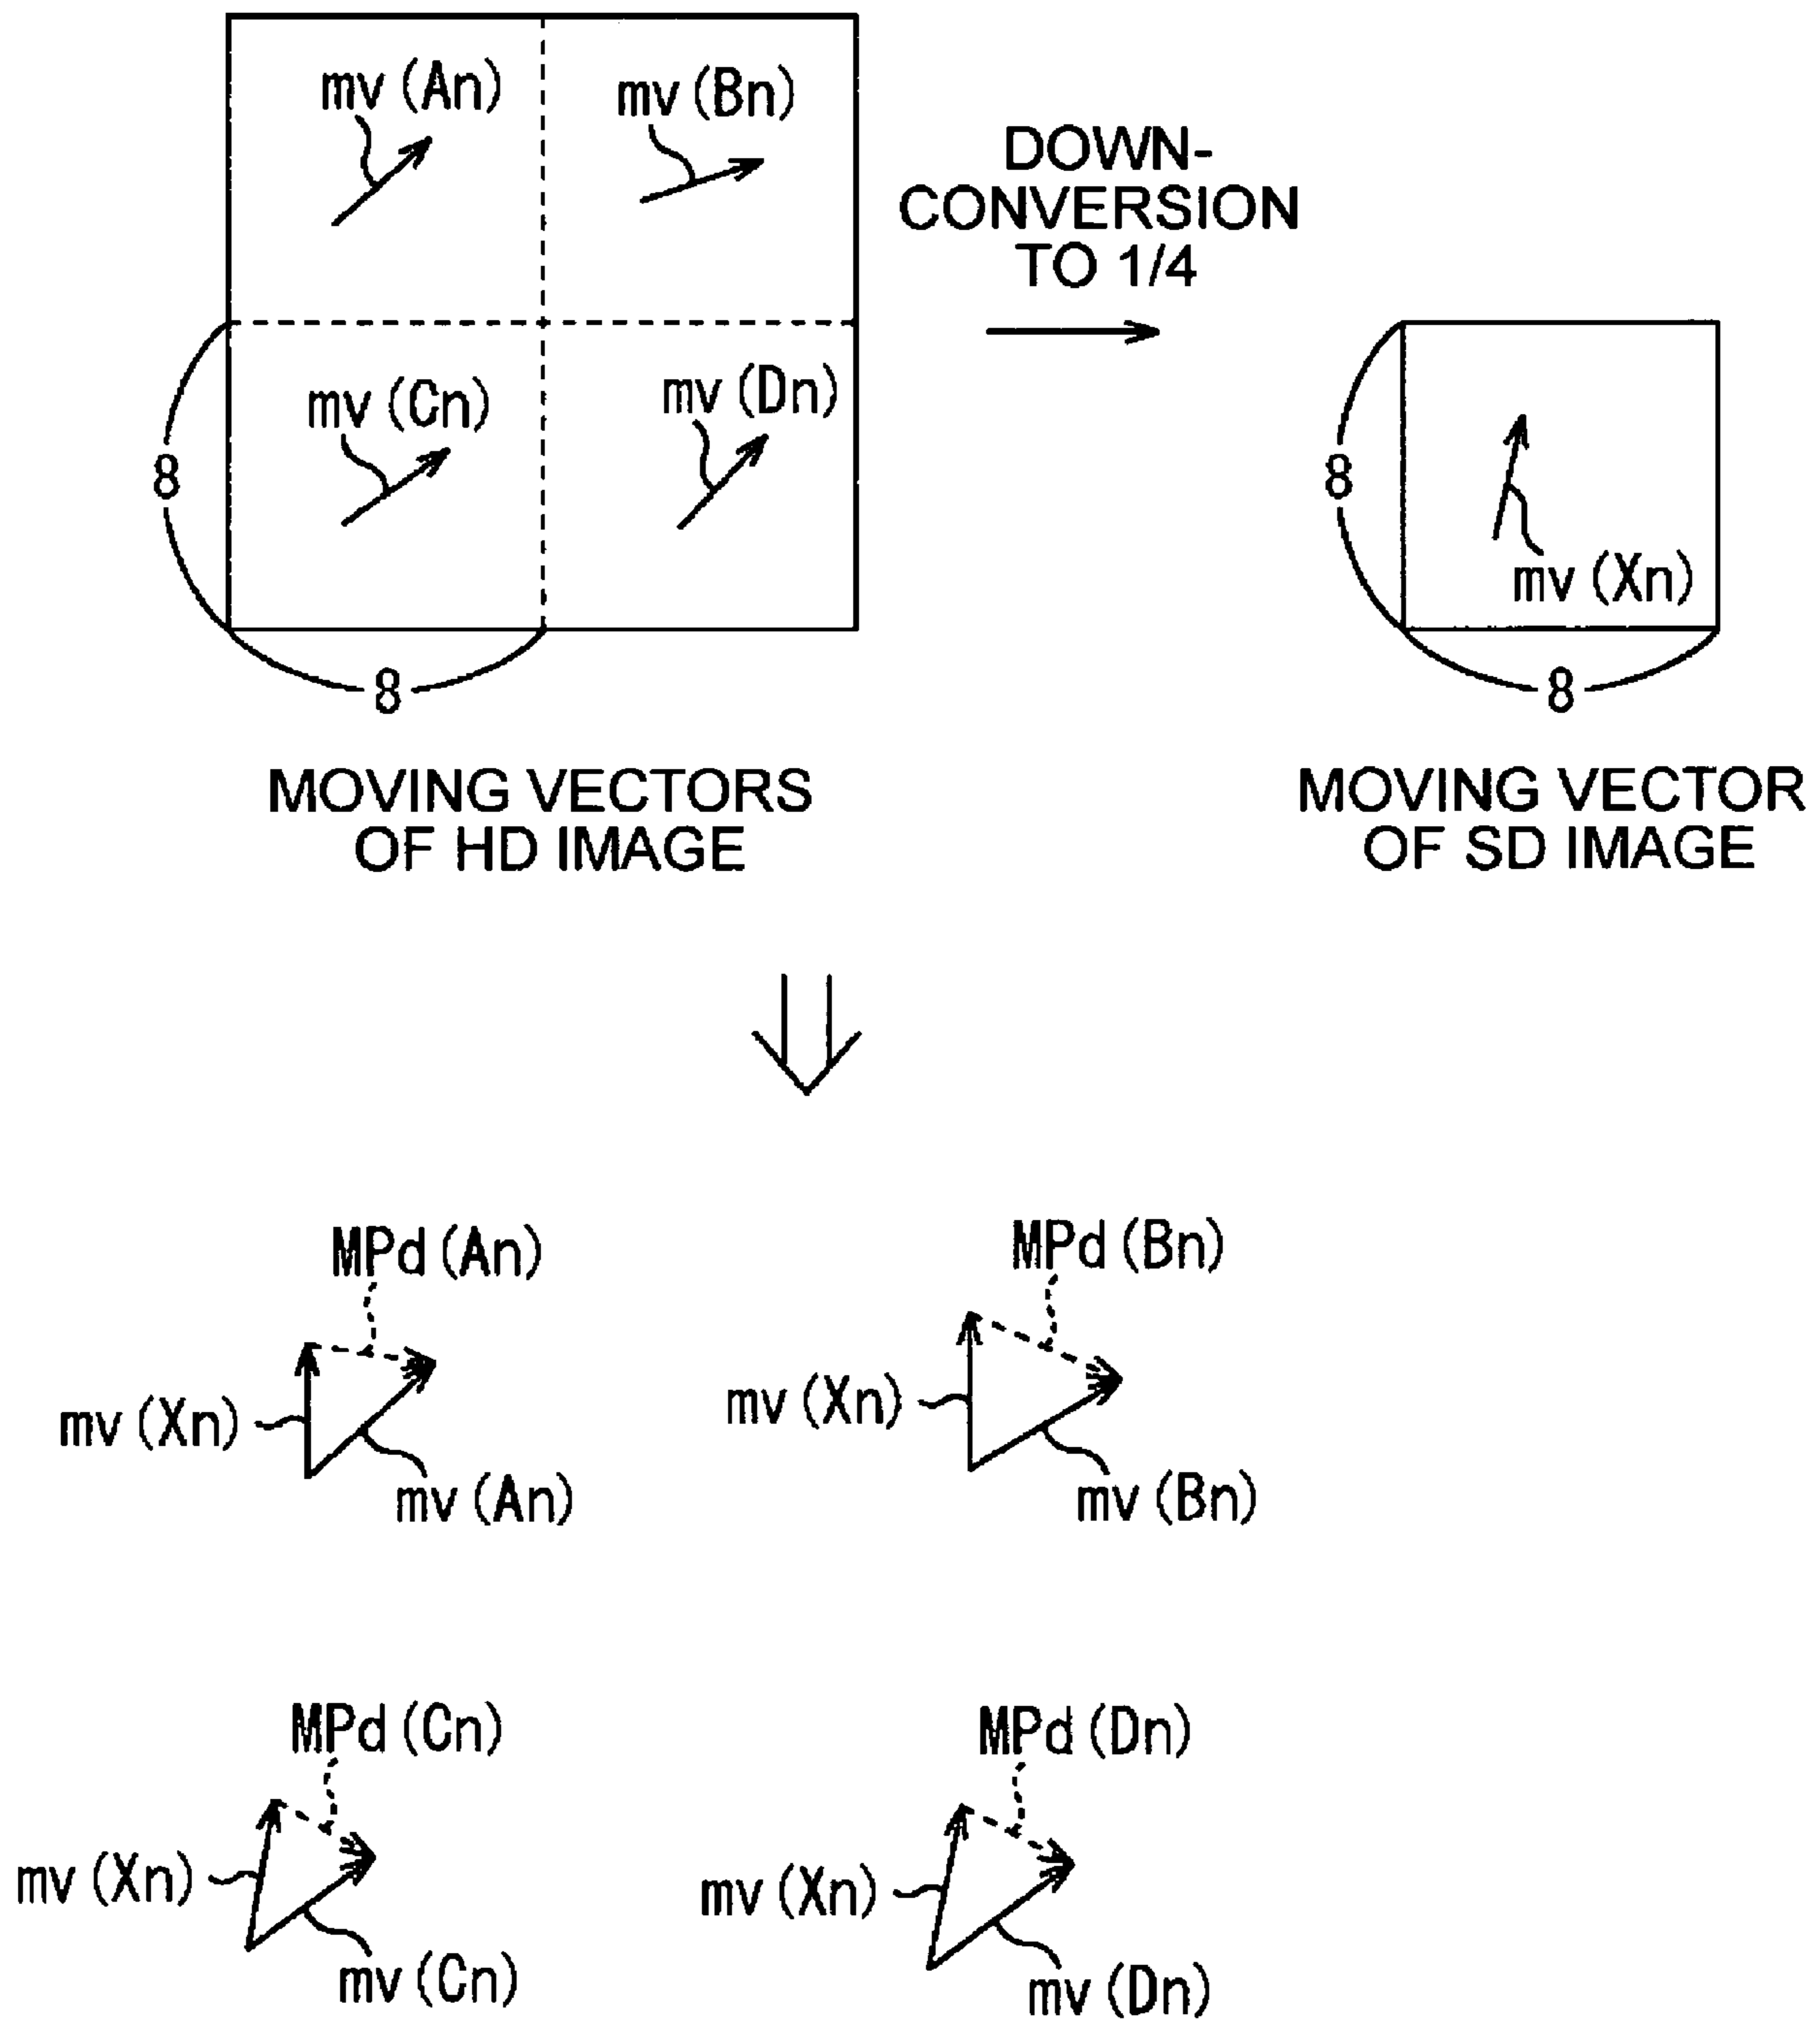 mv(An)
mv(Bn)
DOWN-
CONVERSION
TO 1/4
mv(Cn)
mv(Dn)
8
8
mv(Xn)
8
8
MOVING VECTORS
OF HD IMAGE
MOVING VECTOR
OF SD IMAGE
MPd(An)
MPd(Bn)
mv(Xn)
mv(Xn)
mv(An)
mv(Bn)
MPd(Cn)
MPd(Dn)
mv(Xn)
mv(Xn)
mv(Cn)
mv(Dn)